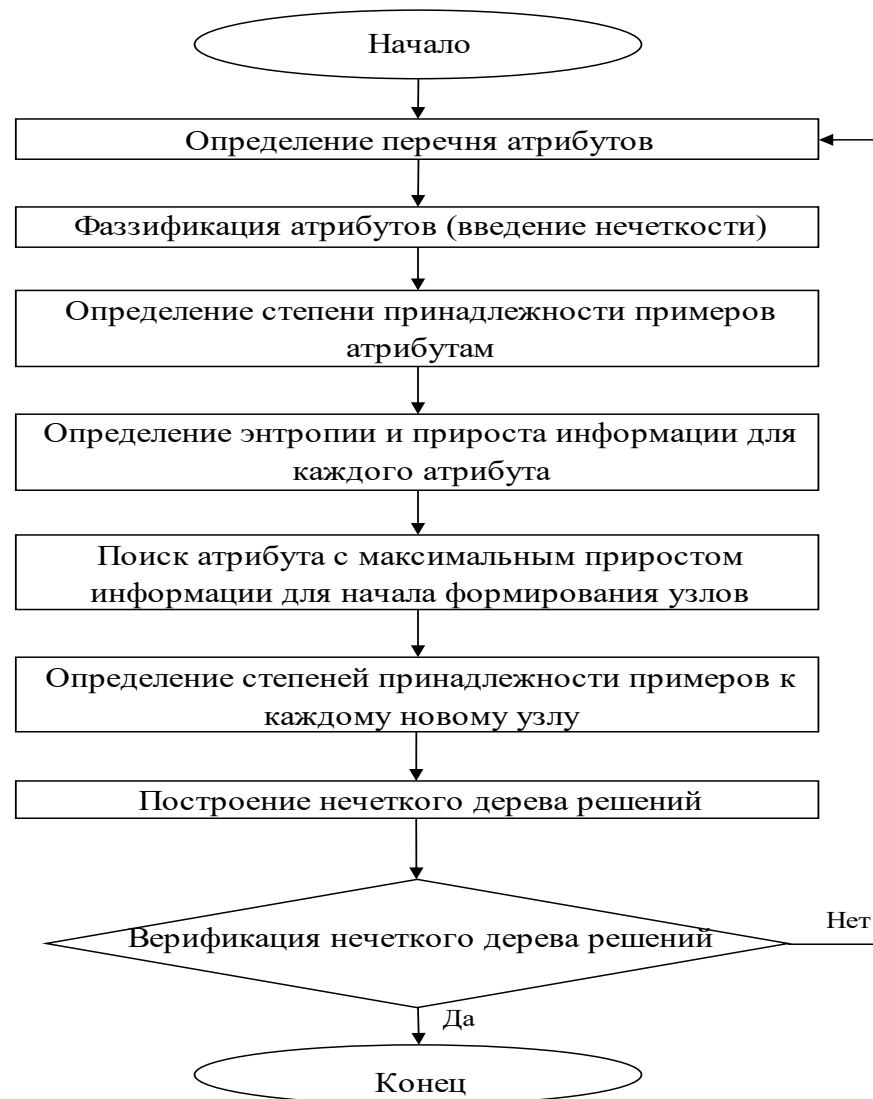 Начало
Определение перечня атрибутов
Фаззификация атрибутов (введение нечеткости)
Определение степени принадлежности примеров
атрибутам
Определение энтропии и прироста информации для
каждого атрибута
Поиск атрибута с максимальным приростом
информации для начала формирования узлов
Определение степеней принадлежности примеров к
каждому новому узлу
Построение нечеткого дерева решений
Верификация нечеткого дерева решений
Нет
Да
Конец